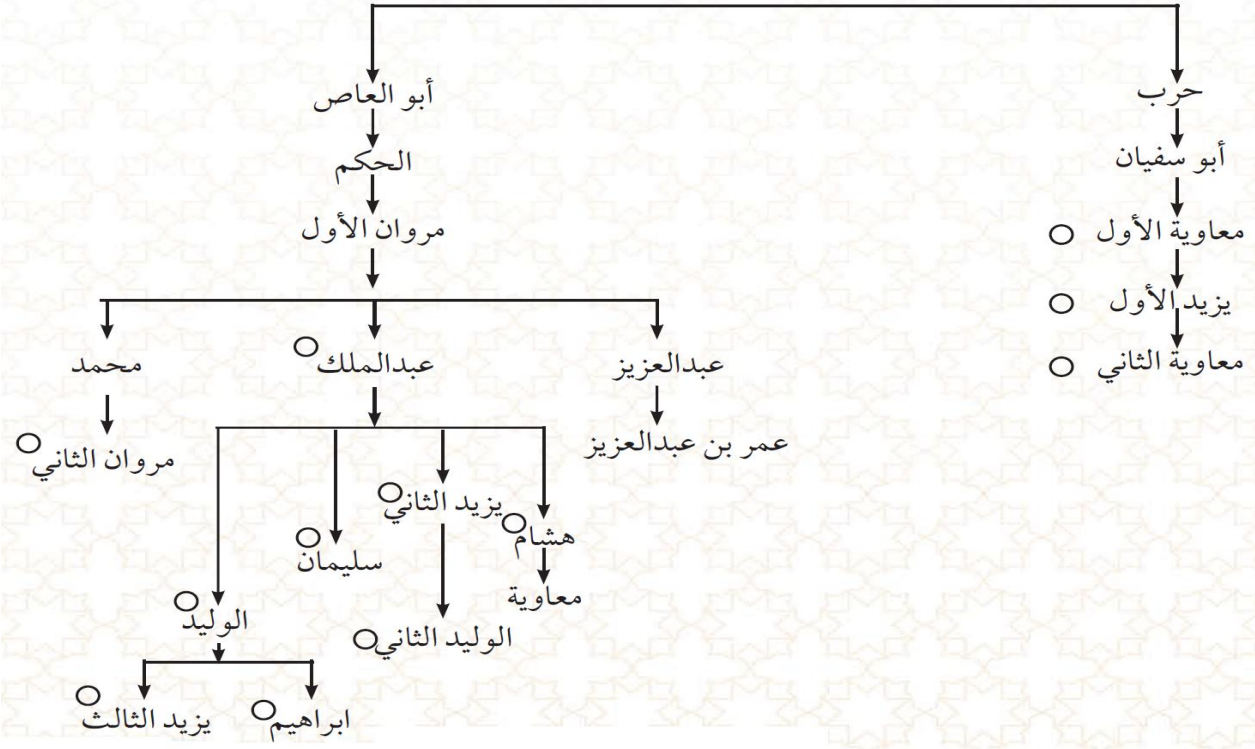 حرب
أبو العاص
أبو سفيان
الحكم
معاوية الأول
مروان الأول
يزيد الأول
معاوية الثاني
عبدالعزيز
عبدالملك
محمد
عمر بن عبدالعزيز
مروان الثاني
يزيد الثاني
هشام
سليمان
معاوية
الوليد
الوليد الثاني
ابراهيم
يزيد الثالث